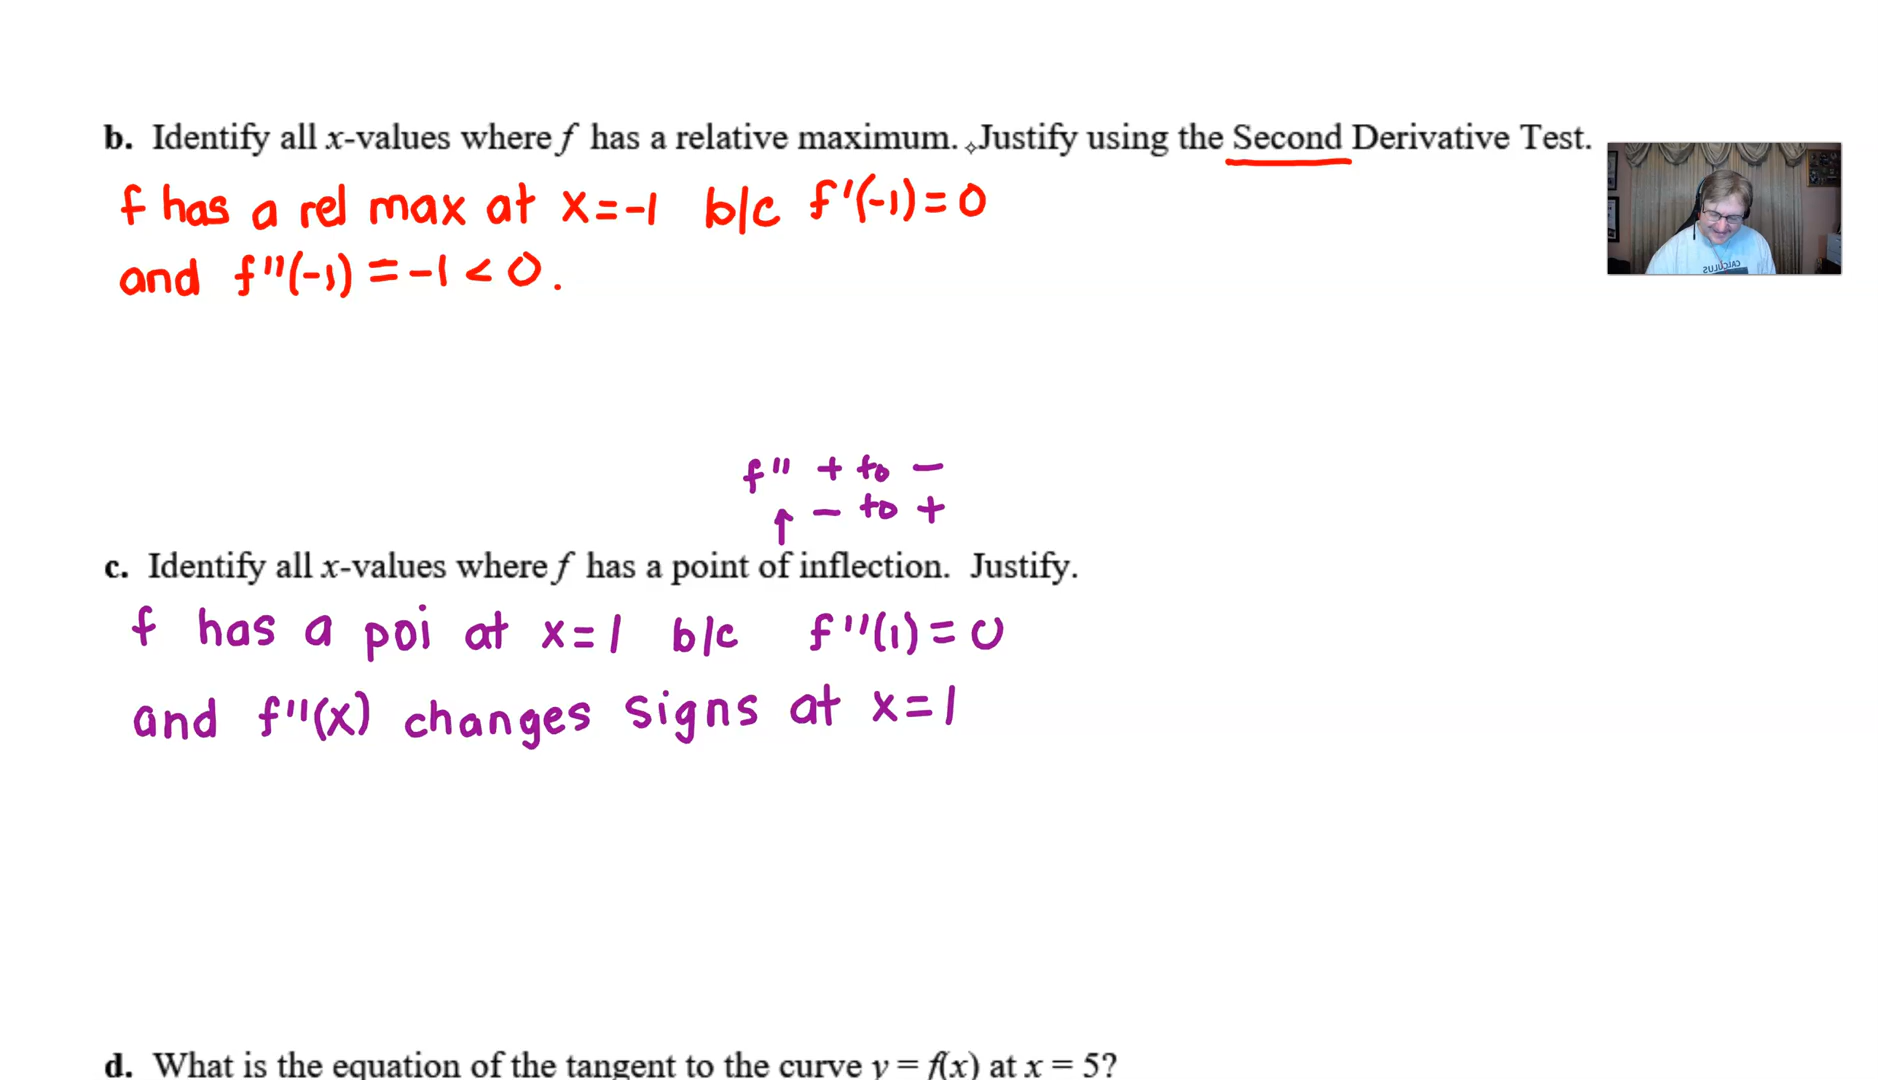 b. Identify all x-values where f has a relative maximum. Justify using the Second Derivative Test.
f has a rel max at x=-1 b/c f'(-1)=0
and f''(-1)=-1<0.
CALCULUS
f'' + to -
↑ - to +
c. Identify all x-values where f has a point of inflection. Justify.
f has a poi at x=1 b/c f''(1)=0
and f''(x) changes signs at x=1
d. What is the equation of the tangent to the curve y = f(x) at x = 5?